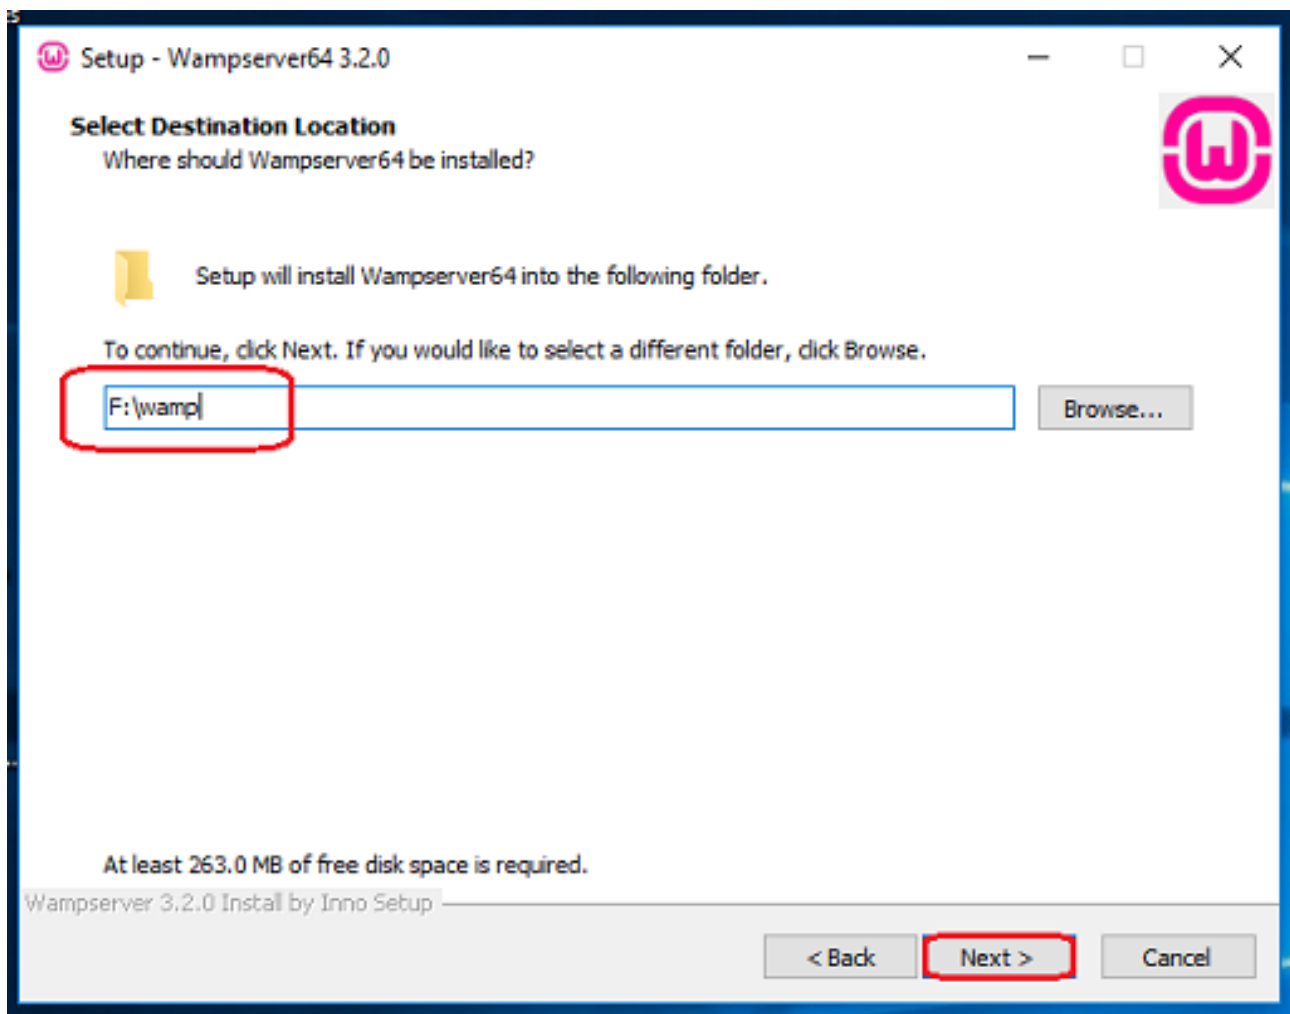 Setup - Wampserver64 3.2.0
Select Destination Location
Where should Wampserver64 be installed?
Setup will install Wampserver64 into the following folder.
To continue, click Next. If you would like to select a different folder, click Browse.
F:\wamp
Browse...
At least 263.0 MB of free disk space is required.
Wampserver 3.2.0 Install by Inno Setup
< Back
Next >
Cancel